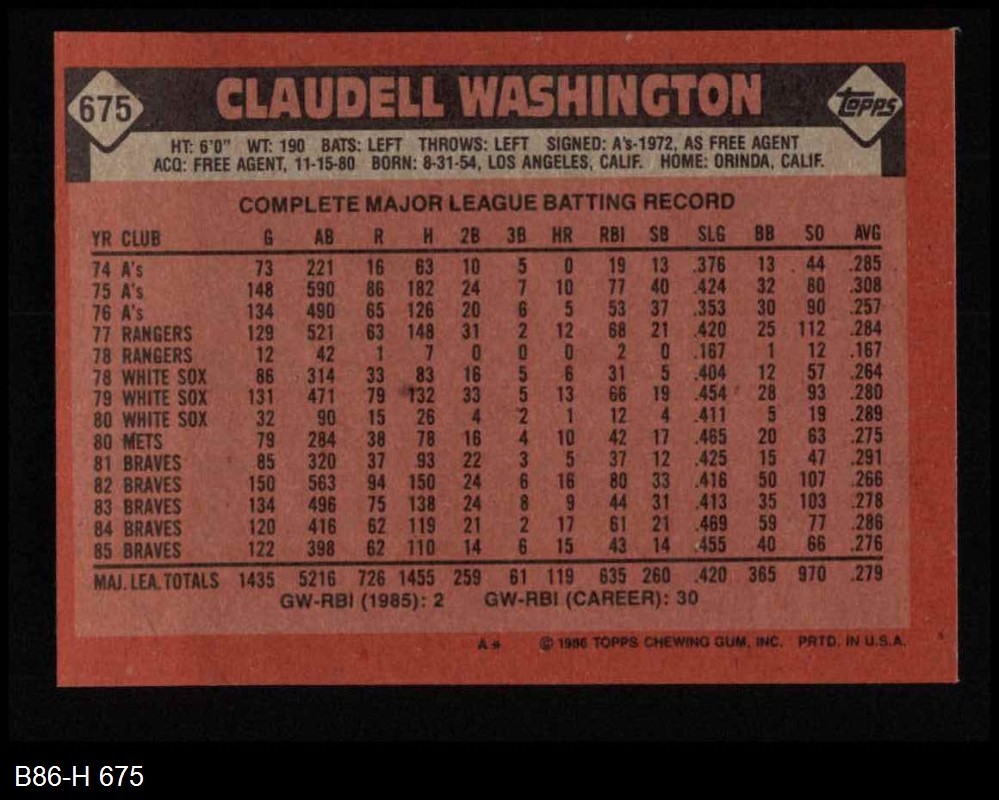 675 CLAUDELL WASHINGTON Topps
HT: 6'0" WT: 190 BATS: LEFT THROWS: LEFT SIGNED: A's-1972, AS FREE AGENT
ACQ: FREE AGENT, 11-15-80 BORN: 8-31-54, LOS ANGELES, CALIF. HOME: ORINDA, CALIF.
COMPLETE MAJOR LEAGUE BATTING RECORD
YR CLUB G AB R H 2B 3B HR RBI SB SLG BB SO AVG
74 A's 73 221 16 63 10 5 0 19 13 .376 13 44 .285
75 A's 148 590 86 182 24 7 10 77 40 .424 32 80 .308
76 A's 134 490 65 126 20 6 5 53 37 .353 30 90 .257
77 RANGERS 129 521 63 148 31 2 12 68 21 .420 25 112 .284
78 RANGERS 12 42 1 7 0 0 0 2 0 .167 1 12 .167
78 WHITE SOX 86 314 33 83 16 5 6 31 5 .404 12 57 .264
79 WHITE SOX 131 471 79 132 33 5 13 66 19 .454 28 93 .280
80 WHITE SOX 32 90 15 26 4 2 1 12 4 .411 5 19 .289
80 METS 79 284 38 78 16 4 10 42 17 .465 20 63 .275
81 BRAVES 85 320 37 93 22 3 5 37 12 .425 15 47 .291
82 BRAVES 150 563 94 150 24 6 16 80 33 .416 50 107 .266
83 BRAVES 134 496 75 138 24 8 9 44 31 .413 35 103 .278
84 BRAVES 120 416 62 119 21 2 17 61 21 .469 59 77 .286
85 BRAVES 122 398 62 110 14 6 15 43 14 .455 40 66 .276
MAJ. LEA. TOTALS 1435 5216 726 1455 259 61 119 635 260 .420 365 970 .279
GW-RBI (1985): 2 GW-RBI (CAREER): 30
A* © 1986 TOPPS CHEWING GUM, INC. PRTD. IN U.S.A.
B86-H 675